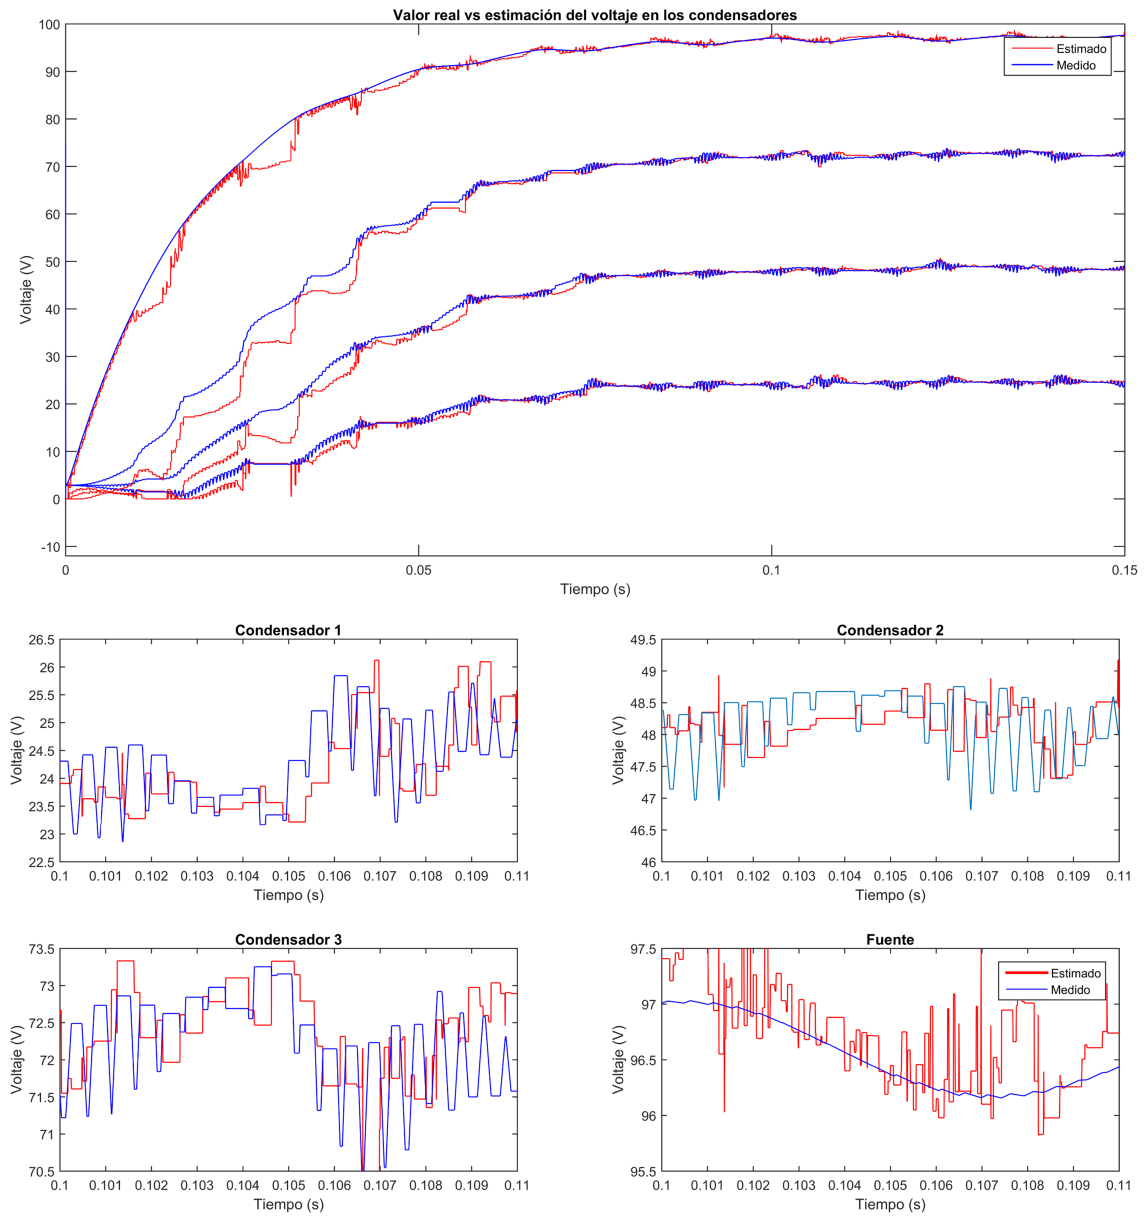 Valor real vs estimación del voltaje en los condensadores
100
90
80
70
60
50
40
30
20
10
0
-10
Voltaje (V)
Estimado
Medido
0 0.05 0.1 0.15
Tiempo (s)
Condensador 1
26.5
26
25.5
25
24.5
24
23.5
23
22.5
Voltaje (V)
0.1 0.101 0.102 0.103 0.104 0.105 0.106 0.107 0.108 0.109 0.11
Tiempo (s)
Condensador 2
49.5
49
48.5
48
47.5
47
46.5
46
Voltaje (V)
0.1 0.101 0.102 0.103 0.104 0.105 0.106 0.107 0.108 0.109 0.11
Tiempo (s)
Condensador 3
73.5
73
72.5
72
71.5
71
70.5
Voltaje (V)
0.1 0.101 0.102 0.103 0.104 0.105 0.106 0.107 0.108 0.109 0.11
Tiempo (s)
Fuente
97.5
97
96.5
96
95.5
Voltaje (V)
Estimado
Medido
0.1 0.101 0.102 0.103 0.104 0.105 0.106 0.107 0.108 0.109 0.11
Tiempo (s)